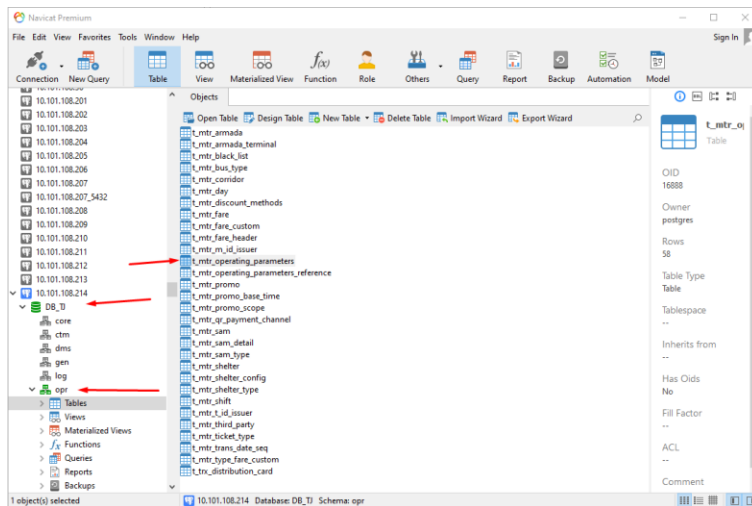 Navicat Premium
File Edit View Favorites Tools Window Help
Sign In
Connection New Query Table View Materialized View Function Role Others Query Report Backup Automation Model
10.101.108.201
10.101.108.202
10.101.108.203
10.101.108.204
10.101.108.205
10.101.108.206
10.101.108.207
10.101.108.207_5432
10.101.108.208
10.101.108.209
10.101.108.210
10.101.108.211
10.101.108.212
10.101.108.213
10.101.108.214
DB_TJ
core
ctm
dms
gen
log
opr
Tables
Views
Materialized Views
Functions
Queries
Reports
Backups
Objects
Open Table Design Table New Table Delete Table Import Wizard Export Wizard
t_mtr_armada
t_mtr_armada_terminal
t_mtr_black_list
t_mtr_bus_type
t_mtr_corridor
t_mtr_day
t_mtr_discount_methods
t_mtr_fare
t_mtr_fare_custom
t_mtr_fare_header
t_mtr_m_id_issuer
t_mtr_operating_parameters
t_mtr_operating_parameters_reference
t_mtr_promo
t_mtr_promo_base_time
t_mtr_promo_scope
t_mtr_qr_payment_channel
t_mtr_sam
t_mtr_sam_detail
t_mtr_sam_type
t_mtr_shelter
t_mtr_shelter_config
t_mtr_shelter_type
t_mtr_shift
t_mtr_t_id_issuer
t_mtr_third_party
t_mtr_ticket_type
t_mtr_trans_date_seq
t_mtr_type_fare_custom
t_trx_distribution_card
t_mtr_o
Table
OID
16888
Owner
postgres
Rows
58
Table Type
Table
Tablespace
--
Inherits from
--
Has Oids
No
Fill Factor
--
ACL
--
Comment
1 object(s) selected
10.101.108.214 Database: DB_TJ Schema: opr